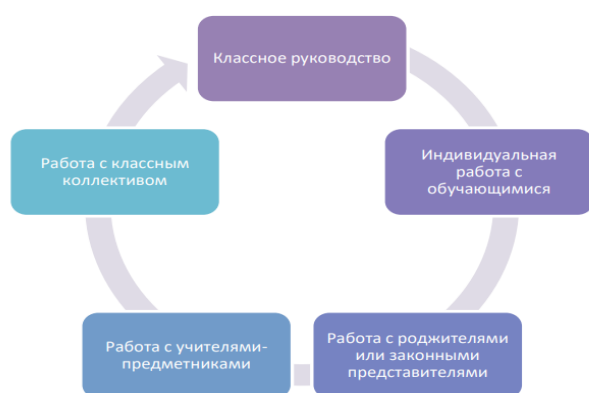 Классное руководство
Индивидуальная
работа с
обучающимися
Работа с роджителями
или законными
представителями
Работа с учителями-
предметниками
Работа с классным
коллективом